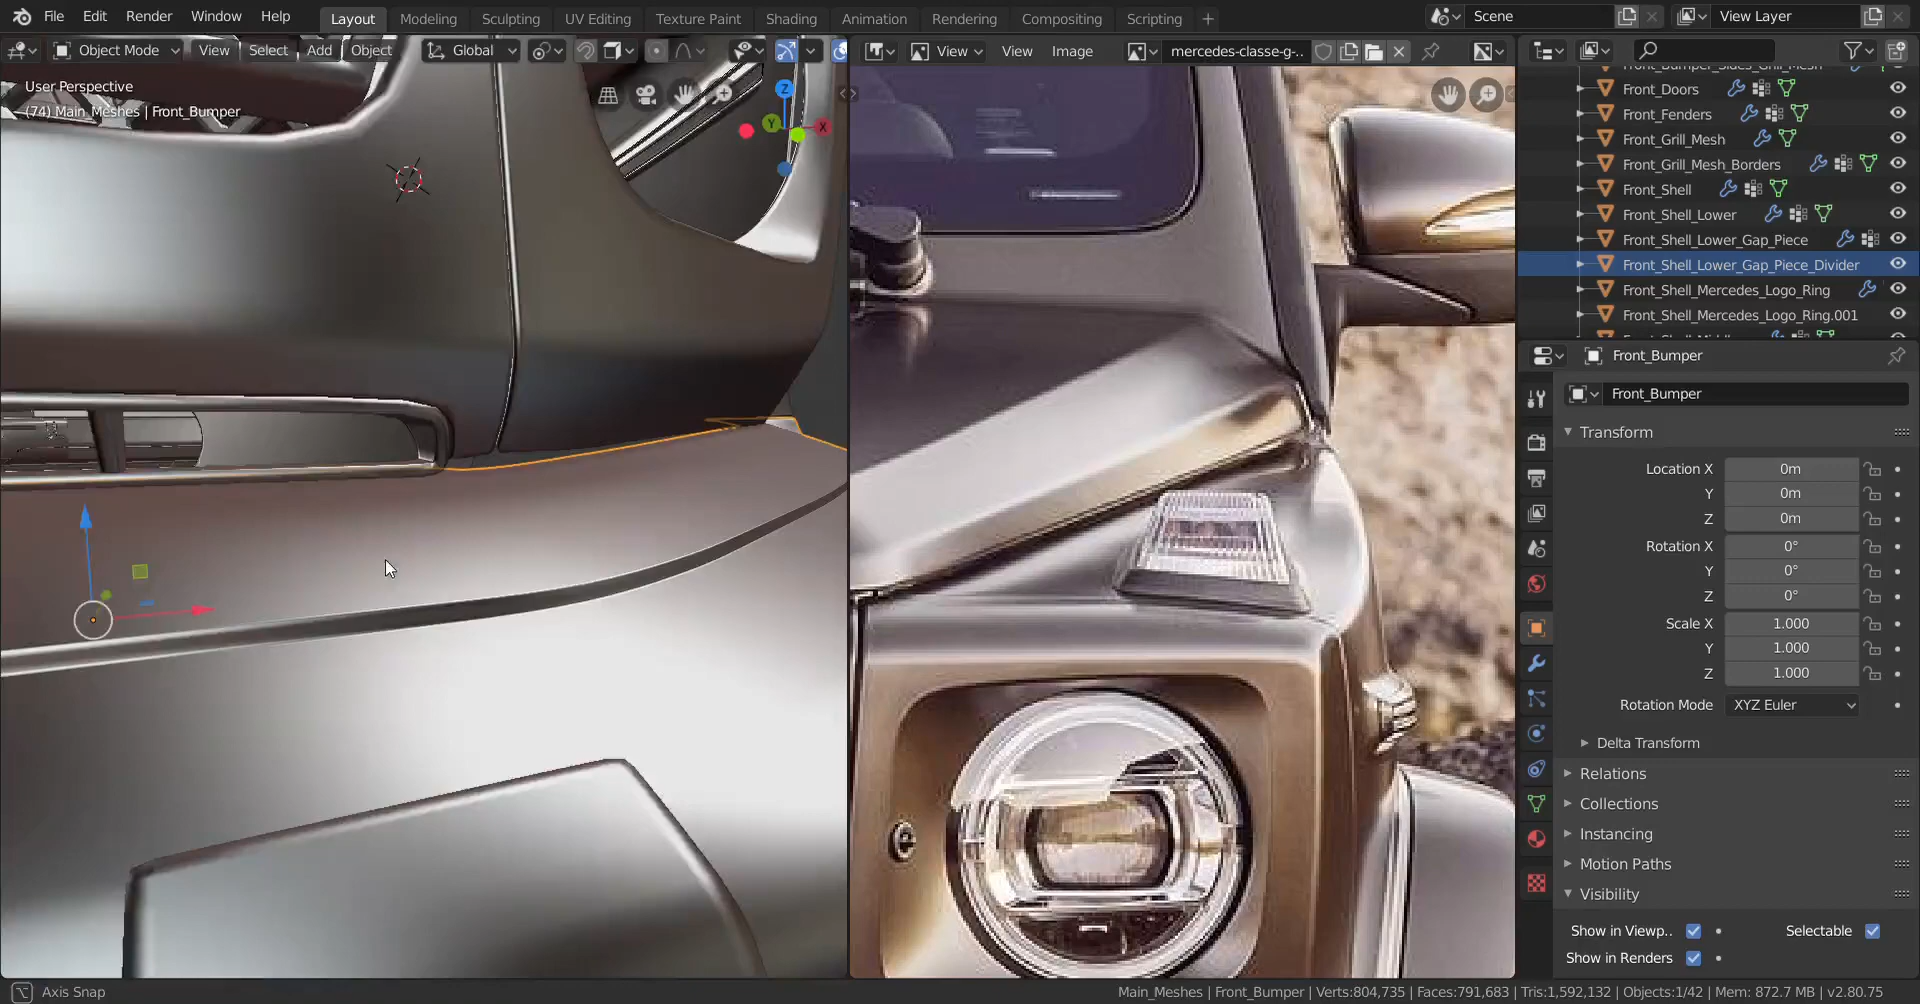 File Edit Render Window Help Layout Modeling Sculpting UV Editing Texture Paint Shading Animation Rendering Compositing Scripting + Scene View Layer
Object Mode View Select Add Object Global View View Image mercedes-classe-g-..
User Perspective
(74) Main_Meshes | Front_Bumper
Z
Y
X
Front_Bumper_Sides_Grill_Mesh
Front_Doors
Front_Fenders
Front_Grill_Mesh
Front_Grill_Mesh_Borders
Front_Shell
Front_Shell_Lower
Front_Shell_Lower_Gap_Piece
Front_Shell_Lower_Gap_Piece_Divider
Front_Shell_Mercedes_Logo_Ring
Front_Shell_Mercedes_Logo_Ring.001
Front_Bumper
Front_Bumper
Transform
Location X 0m
Y 0m
Z 0m
Rotation X 0°
Y 0°
Z 0°
Scale X 1.000
Y 1.000
Z 1.000
Rotation Mode XYZ Euler
Delta Transform
Relations
Collections
Instancing
Motion Paths
Visibility
Show in Viewp.. Selectable
Show in Renders
Axis Snap
Main_Meshes | Front_Bumper | Verts:804,735 | Faces:791,683 | Tris:1,592,132 | Objects:1/42 | Mem: 872.7 MB | v2.80.75